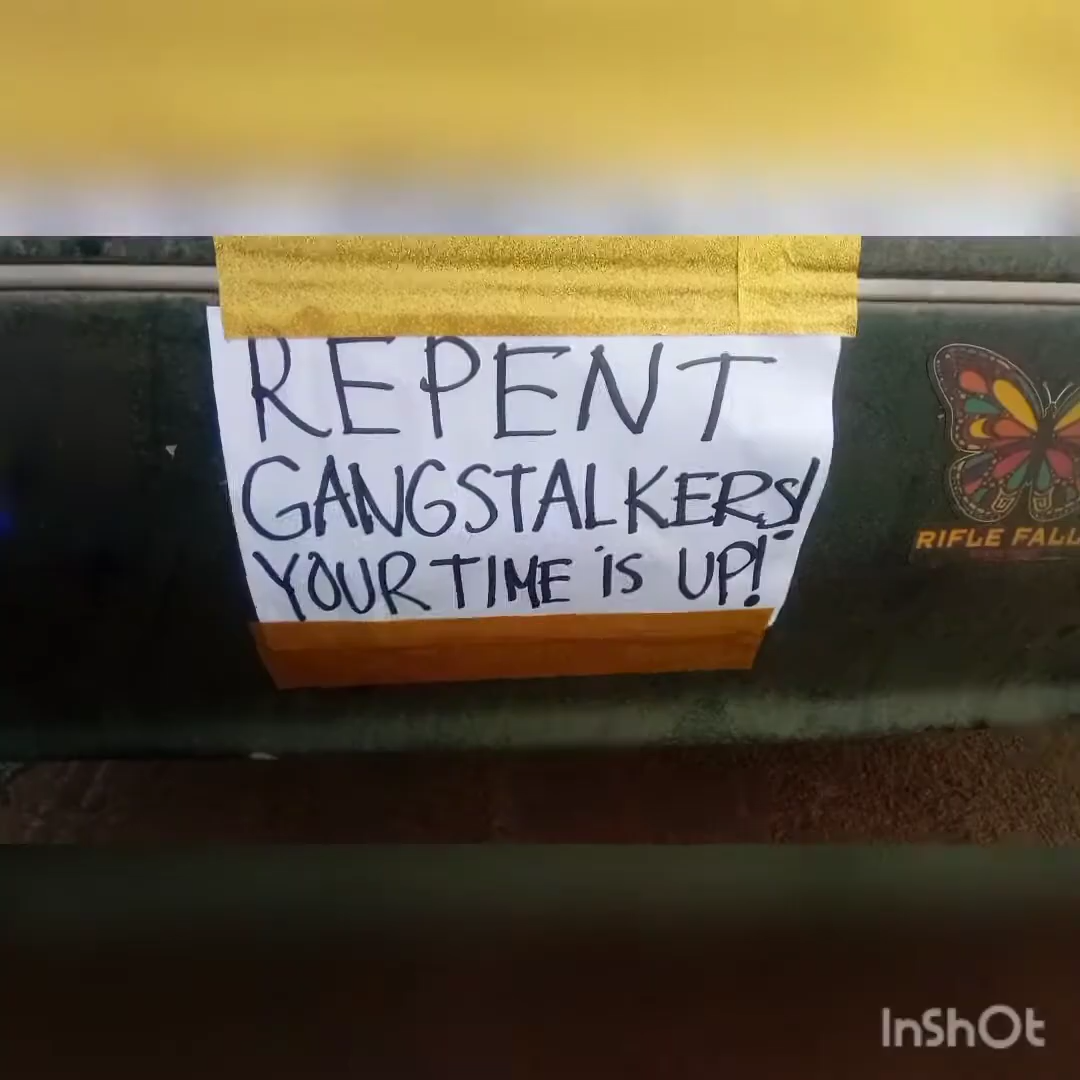 REPENT
GANGSTALKERS!
YOUR TIME iS UP!
RIFLE FALL
InShOt